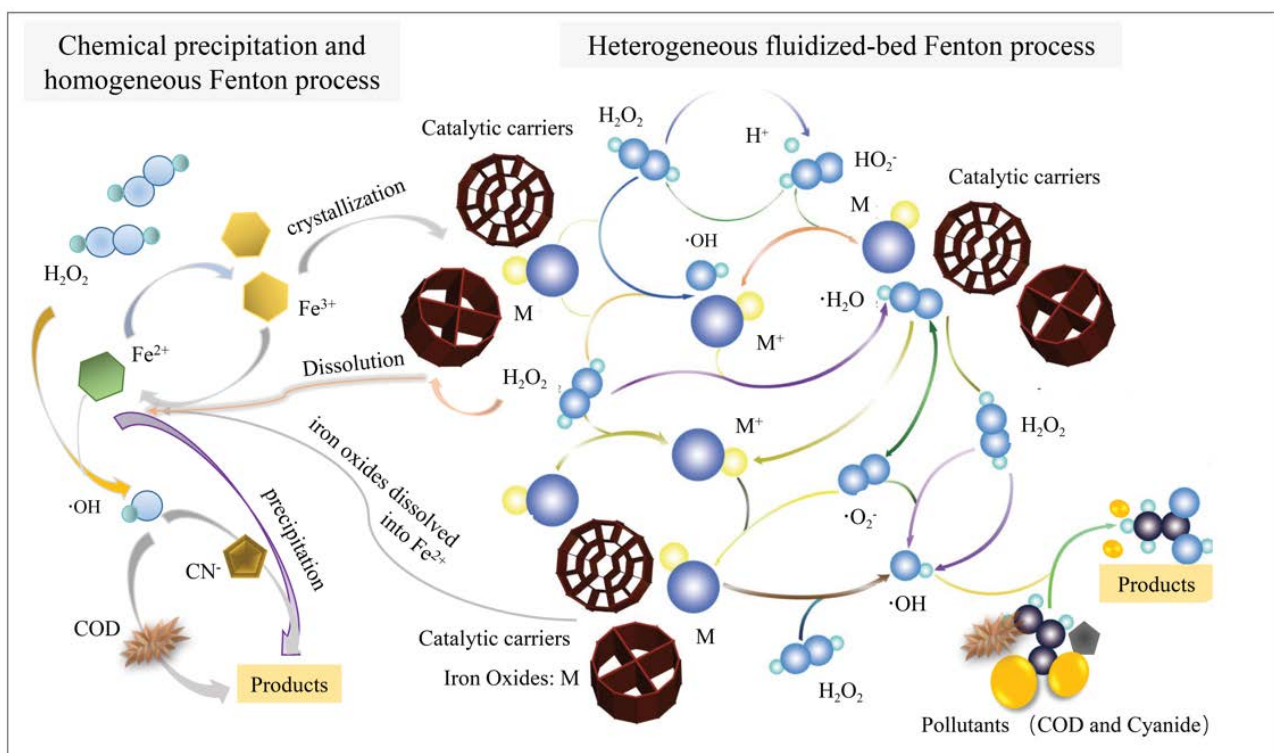 Chemical precipitation and
homogeneous Fenton process
Heterogeneous fluidized-bed Fenton process
H₂O₂
Fe²⁺
Fe³⁺
crystallization
Dissolution
iron oxides dissolved
into Fe²⁺
precipitation
·OH
CN⁻
COD
Products
Catalytic carriers
M
H₂O₂
H₂O₂
H⁺
HO₂⁻
M
Catalytic carriers
·OH
M⁺
·H₂O
M⁺
H₂O₂
·O₂⁻
·OH
M
Catalytic carriers
Iron Oxides: M
H₂O₂
Products
Pollutants (COD and Cyanide)